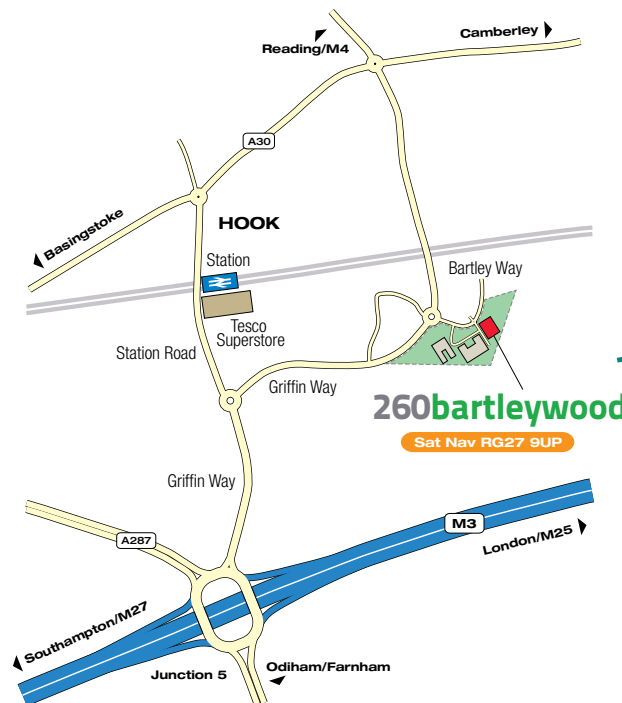 Camberley
Reading/M4
A30
HOOK
Basingstoke
Station
Bartley Way
Tesco
Superstore
Station Road
Griffin Way
260bartleywood
Sat Nav RG27 9UP
Griffin Way
M3
A287
London/M25
Southampton/M27
Odiham/Farnham
Junction 5